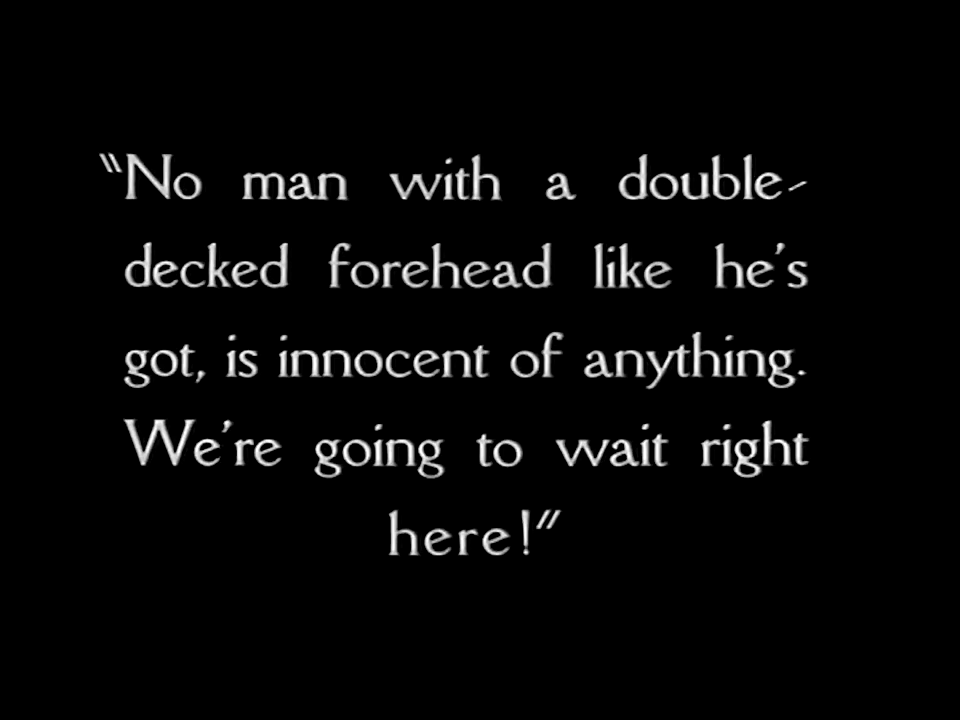 “No man with a double-
decked forehead like he’s
got, is innocent of anything.
We’re going to wait right
here!”